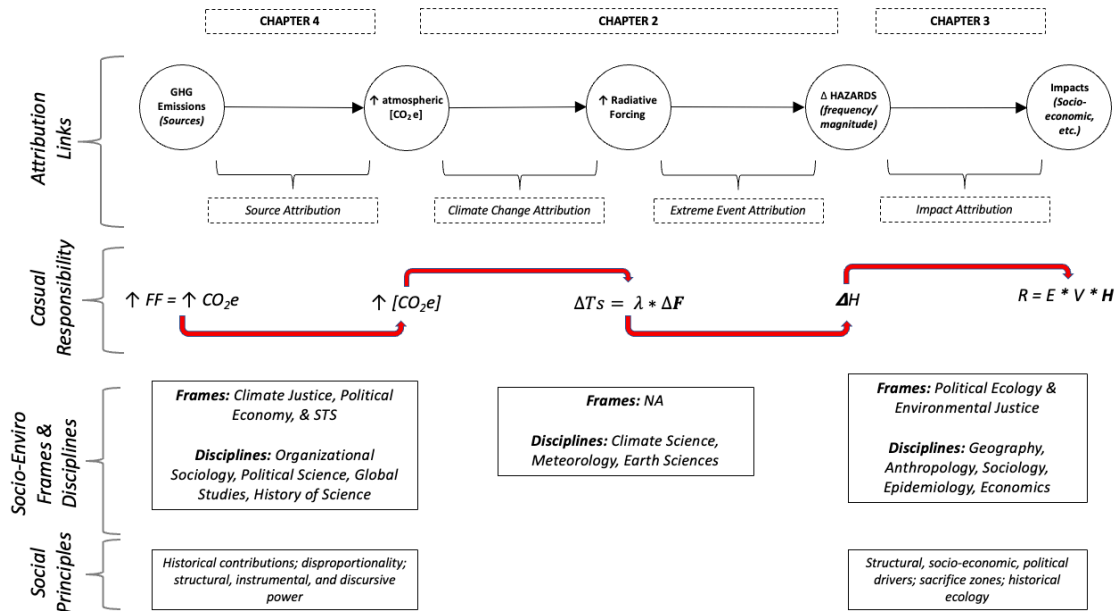 CHAPTER 4
CHAPTER 2
CHAPTER 3
Attribution
Links
GHG
Emissions
(Sources)
↑ atmospheric
[CO₂e]
↑ Radiative
Forcing
Δ HAZARDS
(frequency/
magnitude)
Impacts
(Socio-
economic,
etc.)
Source Attribution
Climate Change Attribution
Extreme Event Attribution
Impact Attribution
Casual
Responsibility
↑ FF = ↑ CO₂e
↑ [CO₂e]
ΔTs = λ * ΔF
ΔH
R = E * V * H
Socio-Enviro
Frames &
Disciplines
Frames: Climate Justice, Political
Economy, & STS
Disciplines: Organizational
Sociology, Political Science, Global
Studies, History of Science
Frames: NA
Disciplines: Climate Science,
Meteorology, Earth Sciences
Frames: Political Ecology &
Environmental Justice
Disciplines: Geography,
Anthropology, Sociology,
Epidemiology, Economics
Social
Principles
Historical contributions; disproportionality;
structural, instrumental, and discursive
power
Structural, socio-economic, political
drivers; sacrifice zones; historical
ecology